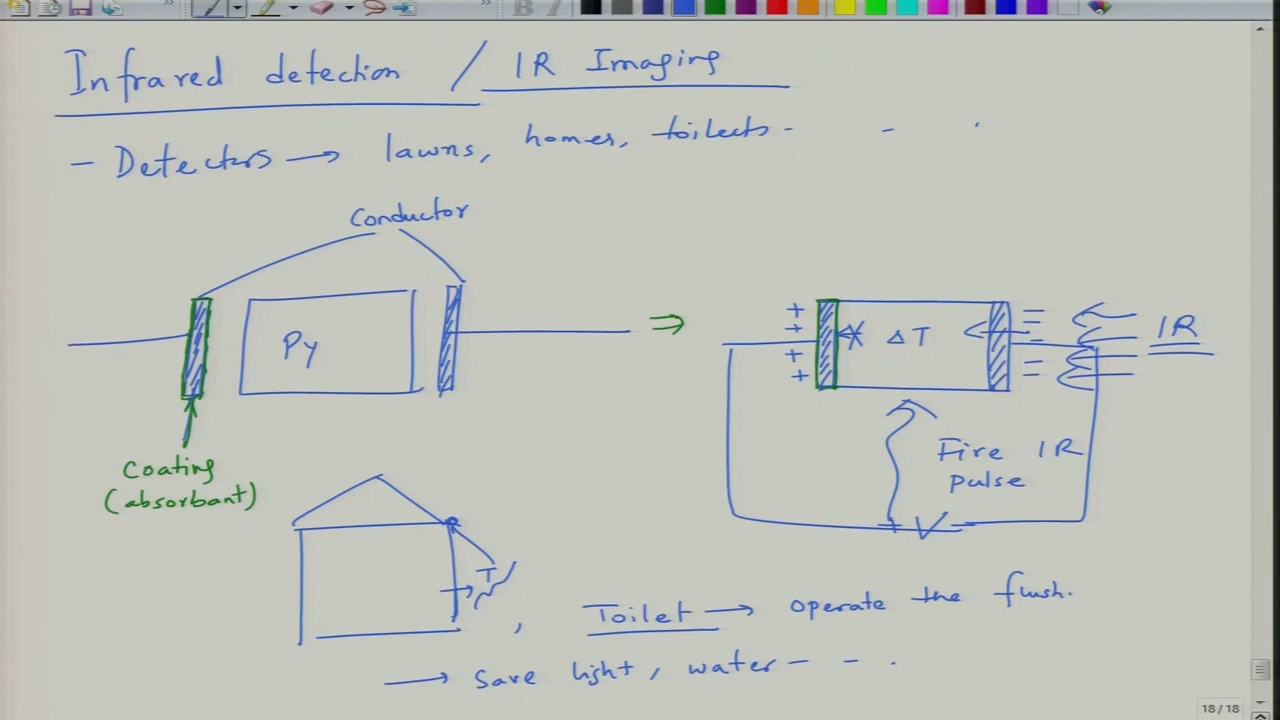 Infrared detection / IR Imaging
- Detectors → lawns, homes, toilects - - .
Conductor
Py
Coating
(absorbant)
⇒
+
+
+
+
ΔT
IR
Fire IR
pulse
+ V -
, Toilet → operate the flush.
→ Save light, water - - .
18 / 18